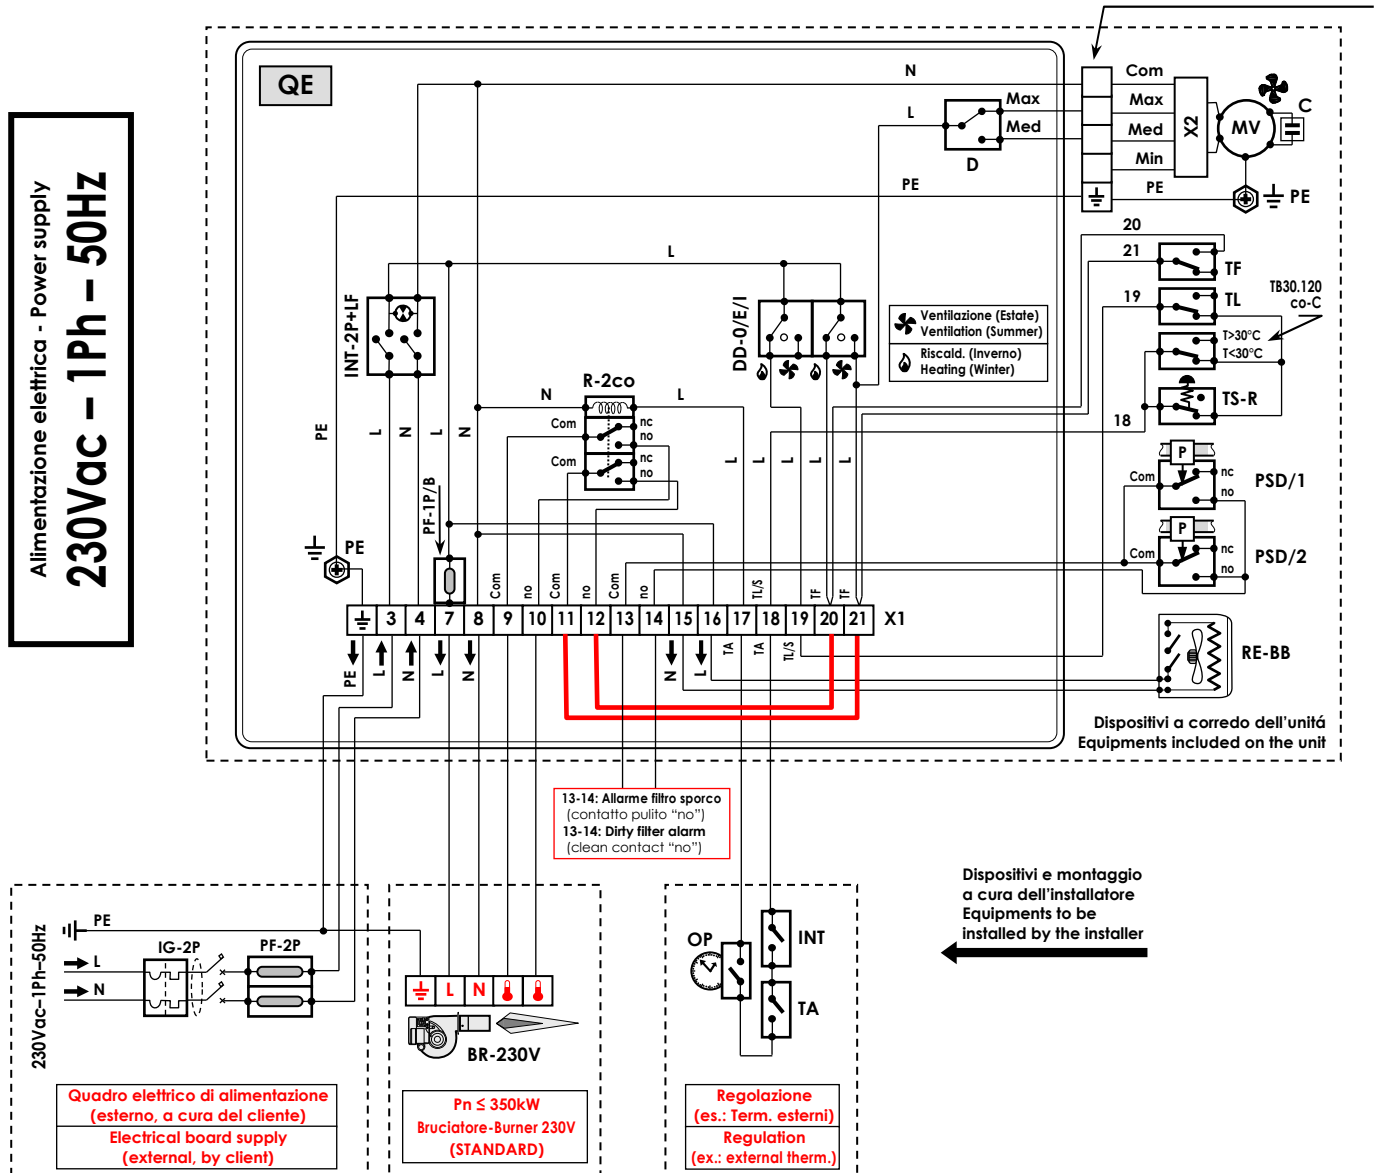 Alimentazione elettrica - Power supply
230Vac – 1Ph – 50Hz
QE
N
Com
Max
Max
L
Med
Med
Min
D
X2
MV
C
PE
PE
PE
20
21
TF
L
19
TL
TB30.120
co-C
T>30°C
T<30°C
INT-2P+LF
DD-0/E/I
Ventilazione (Estate)
Ventilation (Summer)
Riscald. (Inverno)
Heating (Winter)
R-2co
N
L
TS-R
18
Com
nc
no
Com
nc
no
PE
L
N
L
N
L
L
L
L
P
Com
nc
no
PSD/1
P
Com
nc
no
PSD/2
PF-1P/B
PE
Com
no
Com
no
Com
no
TL/S
TF
TF
3
4
7
8
9
10
11
12
13
14
15
16
17
18
19
20
21
X1
PE
L
N
L
N
N
L
TA
TA
TL/S
RE-BB
Dispositivi a corredo dell'unitá
Equipments included on the unit
13-14: Allarme filtro sporco
(contatto pulito "no")
13-14: Dirty filter alarm
(clean contact "no")
Dispositivi e montaggio
a cura dell'installatore
Equipments to be
installed by the installer
230Vac–1Ph–50Hz
PE
L
N
IG-2P
PF-2P
L
N
BR-230V
OP
INT
TA
Quadro elettrico di alimentazione
(esterno, a cura del cliente)
Electrical board supply
(external, by client)
Pn ≤ 350kW
Bruciatore-Burner 230V
(STANDARD)
Regolazione
(es.: Term. esterni)
Regulation
(ex.: external therm.)